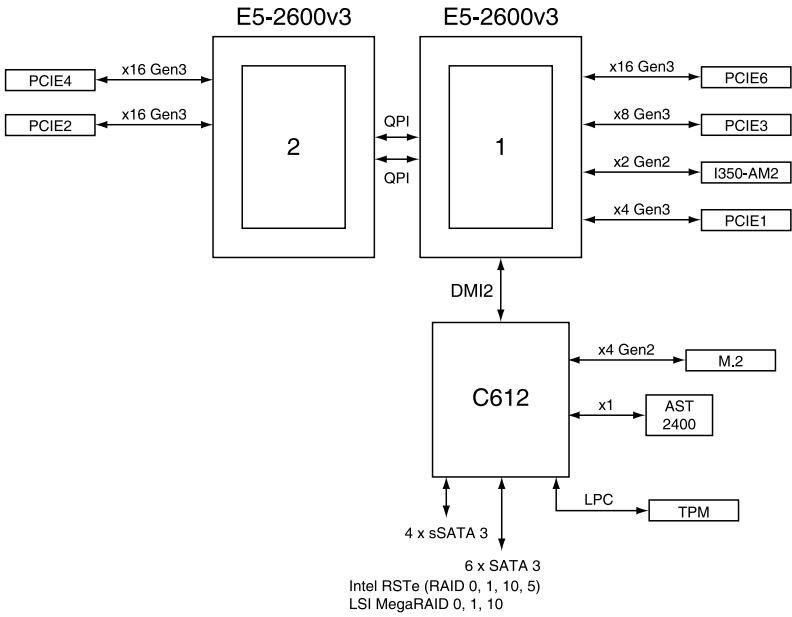 E5-2600v3
E5-2600v3
PCIE4
x16 Gen3
PCIE2
x16 Gen3
2
QPI
QPI
1
x16 Gen3
PCIE6
x8 Gen3
PCIE3
x2 Gen2
I350-AM2
x4 Gen3
PCIE1
DMI2
C612
x4 Gen2
M.2
x1
AST
2400
LPC
TPM
4 x sSATA 3
6 x SATA 3
Intel RSTe (RAID 0, 1, 10, 5)
LSI MegaRAID 0, 1, 10